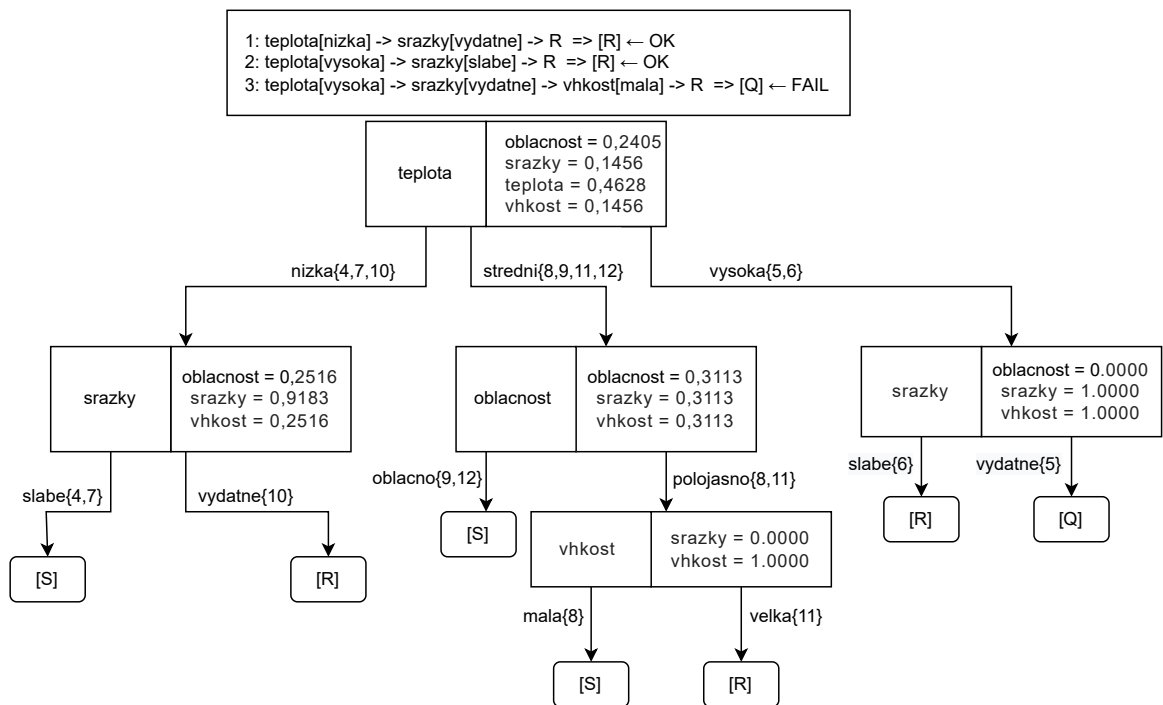 1: teplota[nizka] -> srazky[vydatne] -> R => [R] ← OK
2: teplota[vysoka] -> srazky[slabe] -> R => [R] ← OK
3: teplota[vysoka] -> srazky[vydatne] -> vhkost[mala] -> R => [Q] ← FAIL
teplota
oblacnost = 0,2405
srazky = 0,1456
teplota = 0,4628
vhkost = 0,1456
nizka{4,7,10}
stredni{8,9,11,12}
vysoka{5,6}
srazky
oblacnost = 0,2516
srazky = 0,9183
vhkost = 0,2516
oblacnost
oblacnost = 0,3113
srazky = 0,3113
vhkost = 0,3113
srazky
oblacnost = 0.0000
srazky = 1.0000
vhkost = 1.0000
slabe{4,7}
vydatne{10}
oblacno{9,12}
polojasno{8,11}
slabe{6}
vydatne{5}
[S]
[R]
[S]
vhkost
srazky = 0.0000
vhkost = 1.0000
[R]
[Q]
mala{8}
velka{11}
[S]
[R]